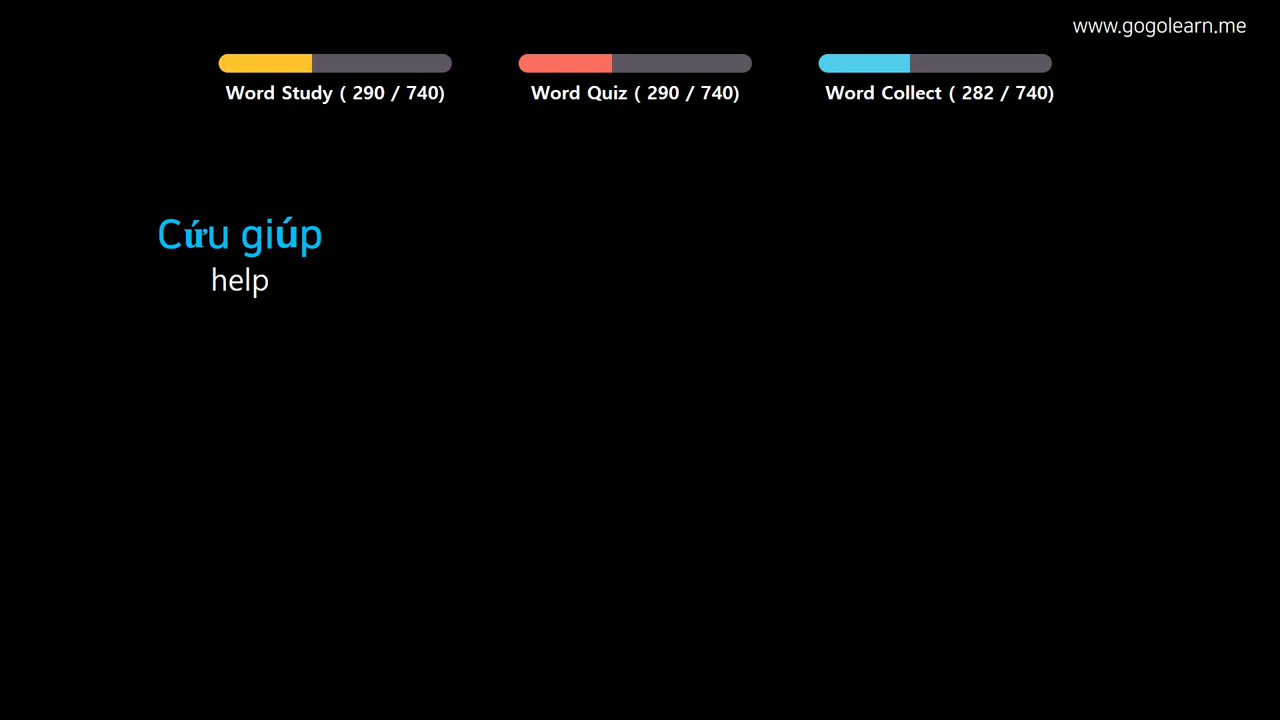 www.gogolearn.me
Word Study ( 290 / 740)
Word Quiz ( 290 / 740)
Word Collect ( 282 / 740)
Cứu giúp
help